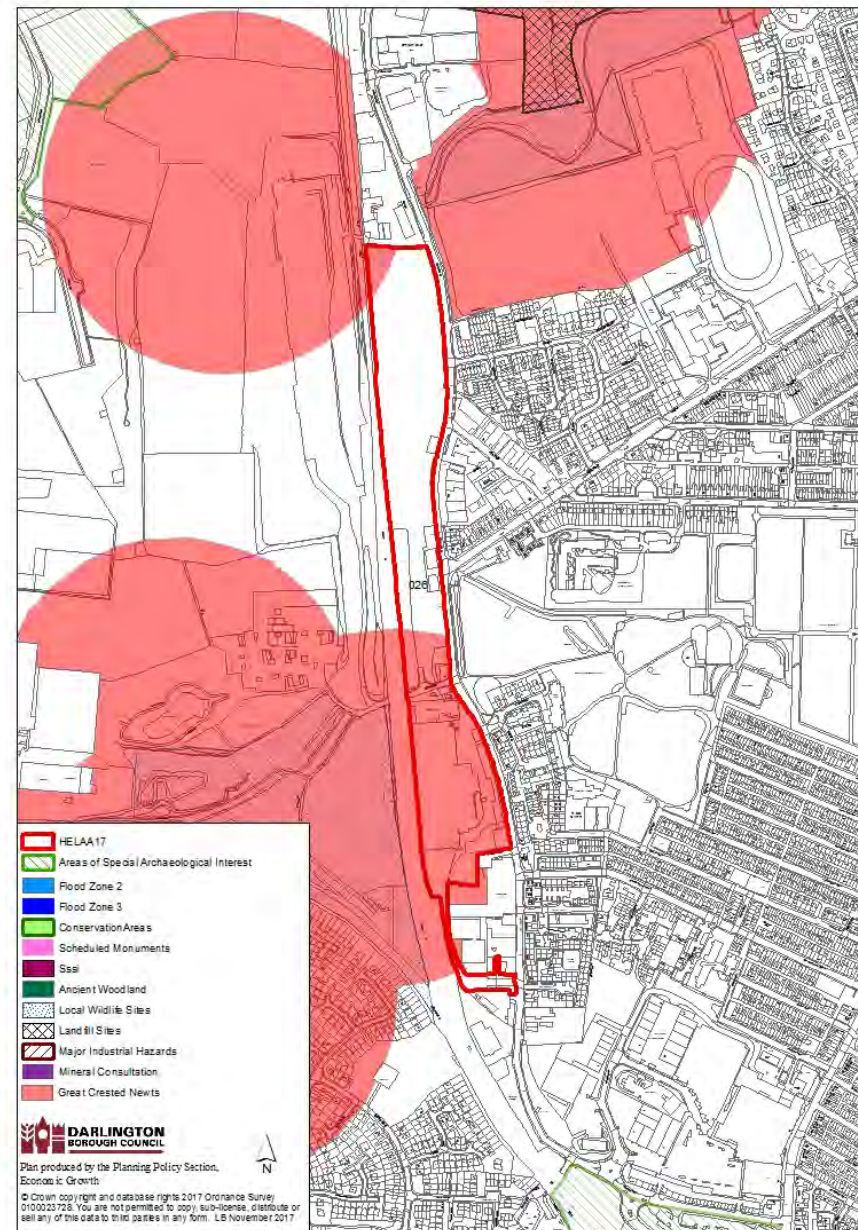 026
HELAA17
Areas of Special Archaeological Interest
Flood Zone 2
Flood Zone 3
Conservation Areas
Scheduled Monuments
Sssi
Ancient Woodland
Local Wildlife Sites
Landfill Sites
Major Industrial Hazards
Mineral Consultation
Great Crested Newts
DARLINGTON
BOROUGH COUNCIL
N
Plan produced by the Planning Policy Section,
Economic Growth
© Crown copyright and database rights 2017 Ordnance Survey
0100023728. You are not permitted to copy, sub-license, distribute or
sell any of this data to third parties in any form. LB November 2017